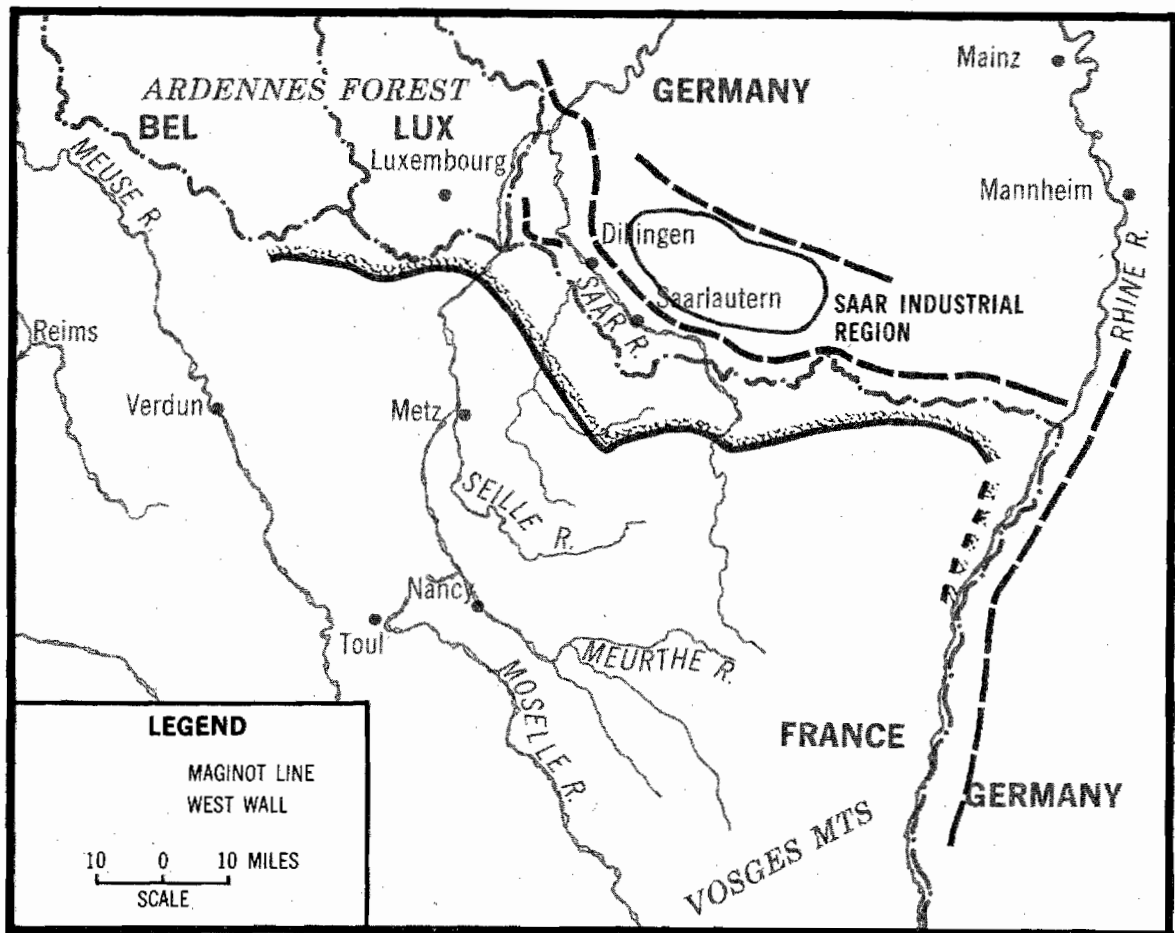 Mainz
ARDENNES FOREST
GERMANY
BEL
LUX
MEUSE R.
Luxembourg
Mannheim
Dillingen
RHINE R.
SAAR R.
Saarlautern
SAAR INDUSTRIAL
REGION
Reims
Verdun
Metz
SEILLE R.
Nancy
Toul
MEURTHE R.
MOSELLE R.
FRANCE
GERMANY
VOSGES MTS
LEGEND
MAGINOT LINE
WEST WALL
10 0 10 MILES
SCALE